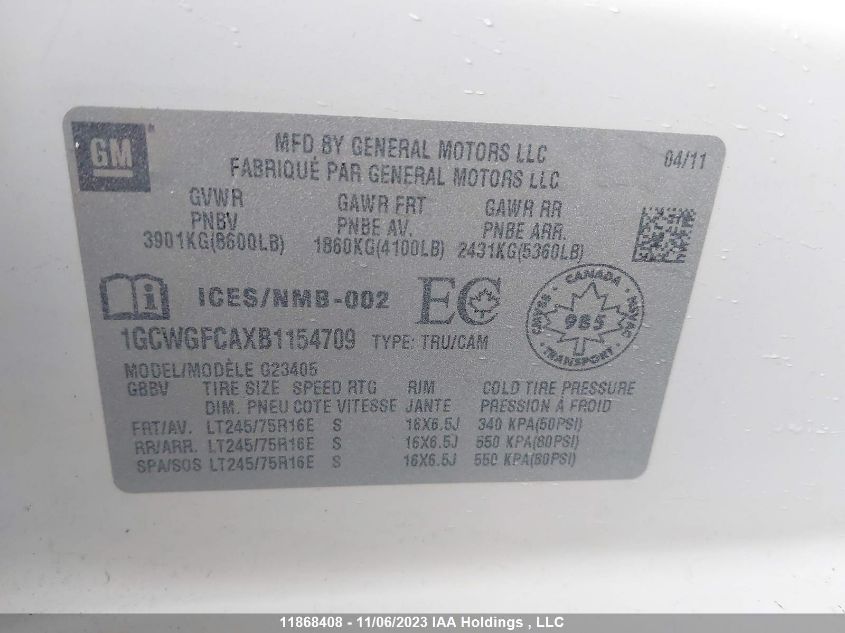 GM
MFD BY GENERAL MOTORS LLC
FABRIQUÉ PAR GENERAL MOTORS LLC
04/11
GVWR GAWR FRT GAWR RR
PNBV PNBE AV. PNBE ARR.
3901KG(8600LB) 1860KG(4100LB) 2431KG(5360LB)
i ICES/NMB-002 EC
CANADA
985
TRANSPORT
1GCWGFCAXB1154709 TYPE: TRU/CAM
MODEL/MODÈLE G23405
GBBV TIRE SIZE SPEED RTG RIM COLD TIRE PRESSURE
DIM. PNEU COTE VITESSE JANTE PRESSION À FROID
FRT/AV. LT245/75R16E S 16X6.5J 340 KPA(50PSI)
RR/ARR. LT245/75R16E S 16X6.5J 550 KPA(80PSI)
SPA/SOS LT245/75R16E S 16X6.5J 550 KPA(80PSI)
11868408 - 11/06/2023 IAA Holdings , LLC